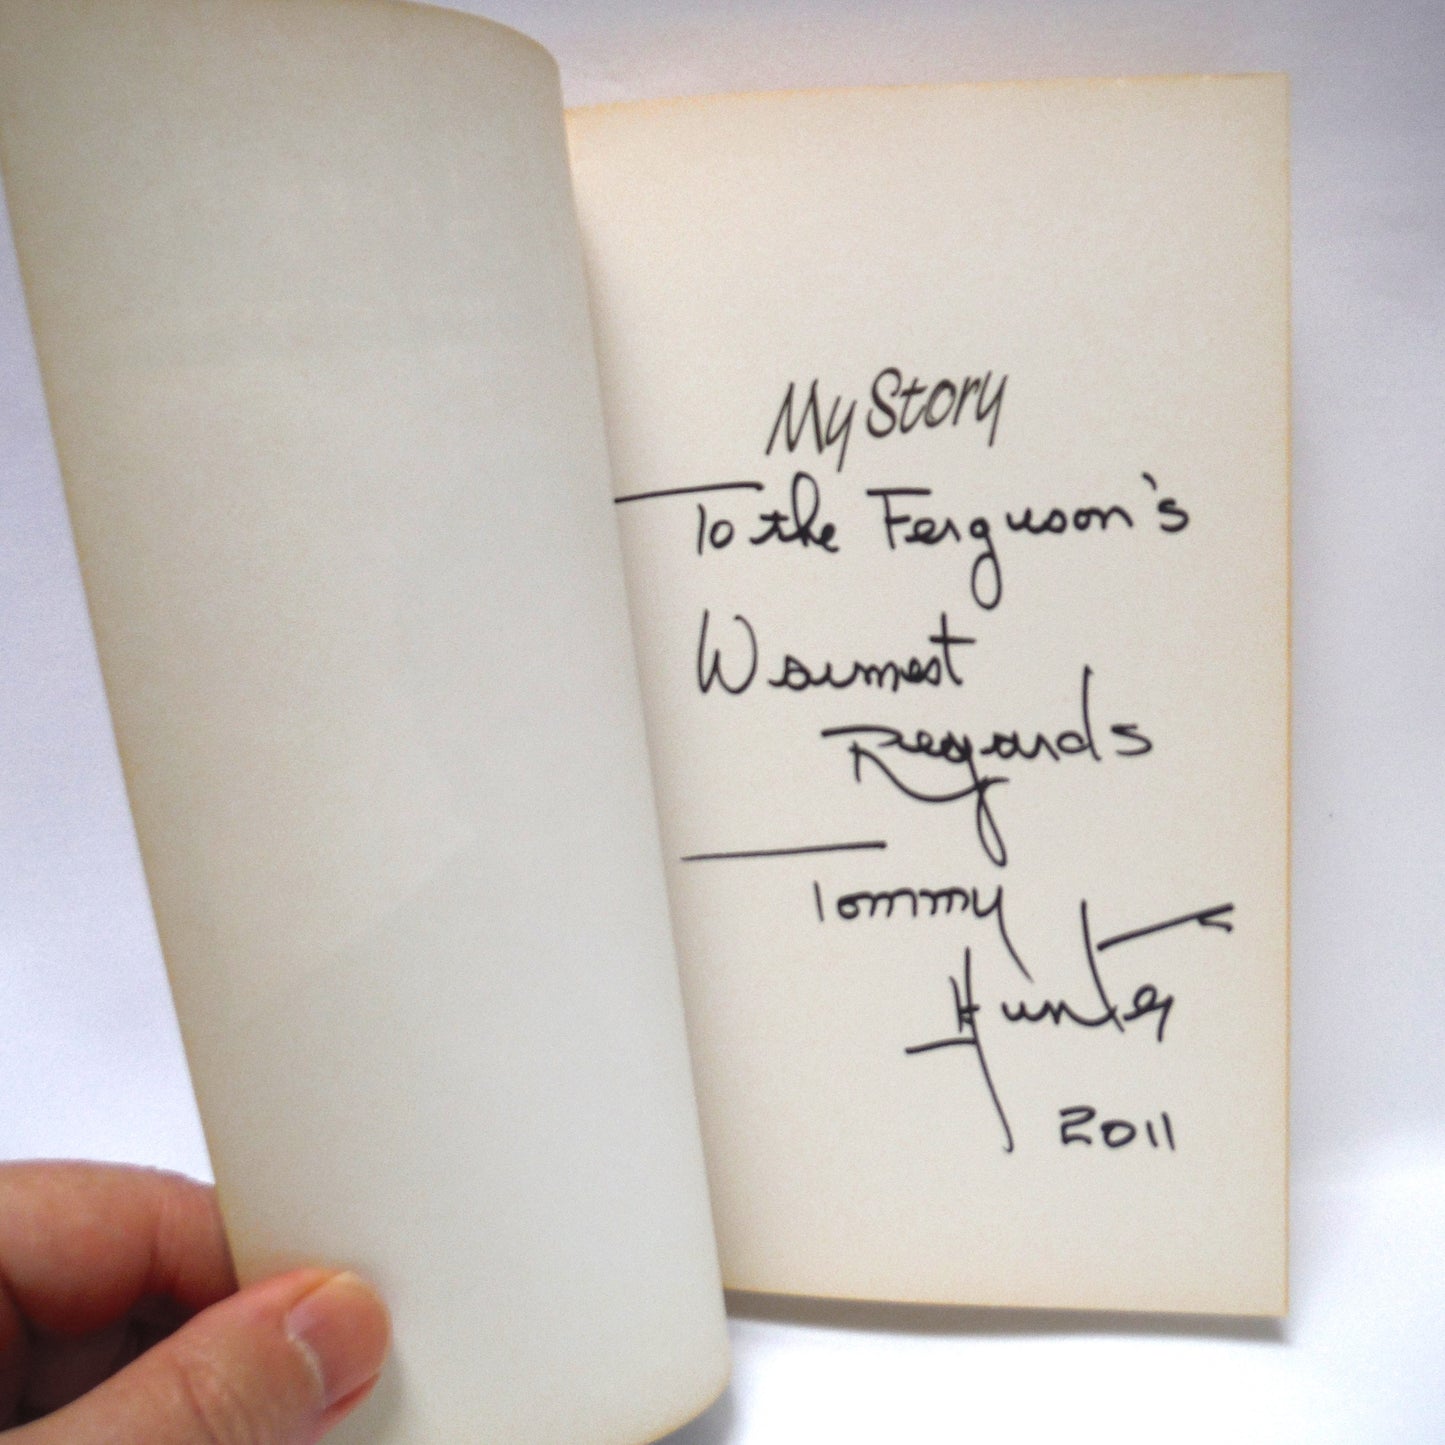 My Story
To the Ferguson's
Warmest
Regards
Tommy
Hunter
2011